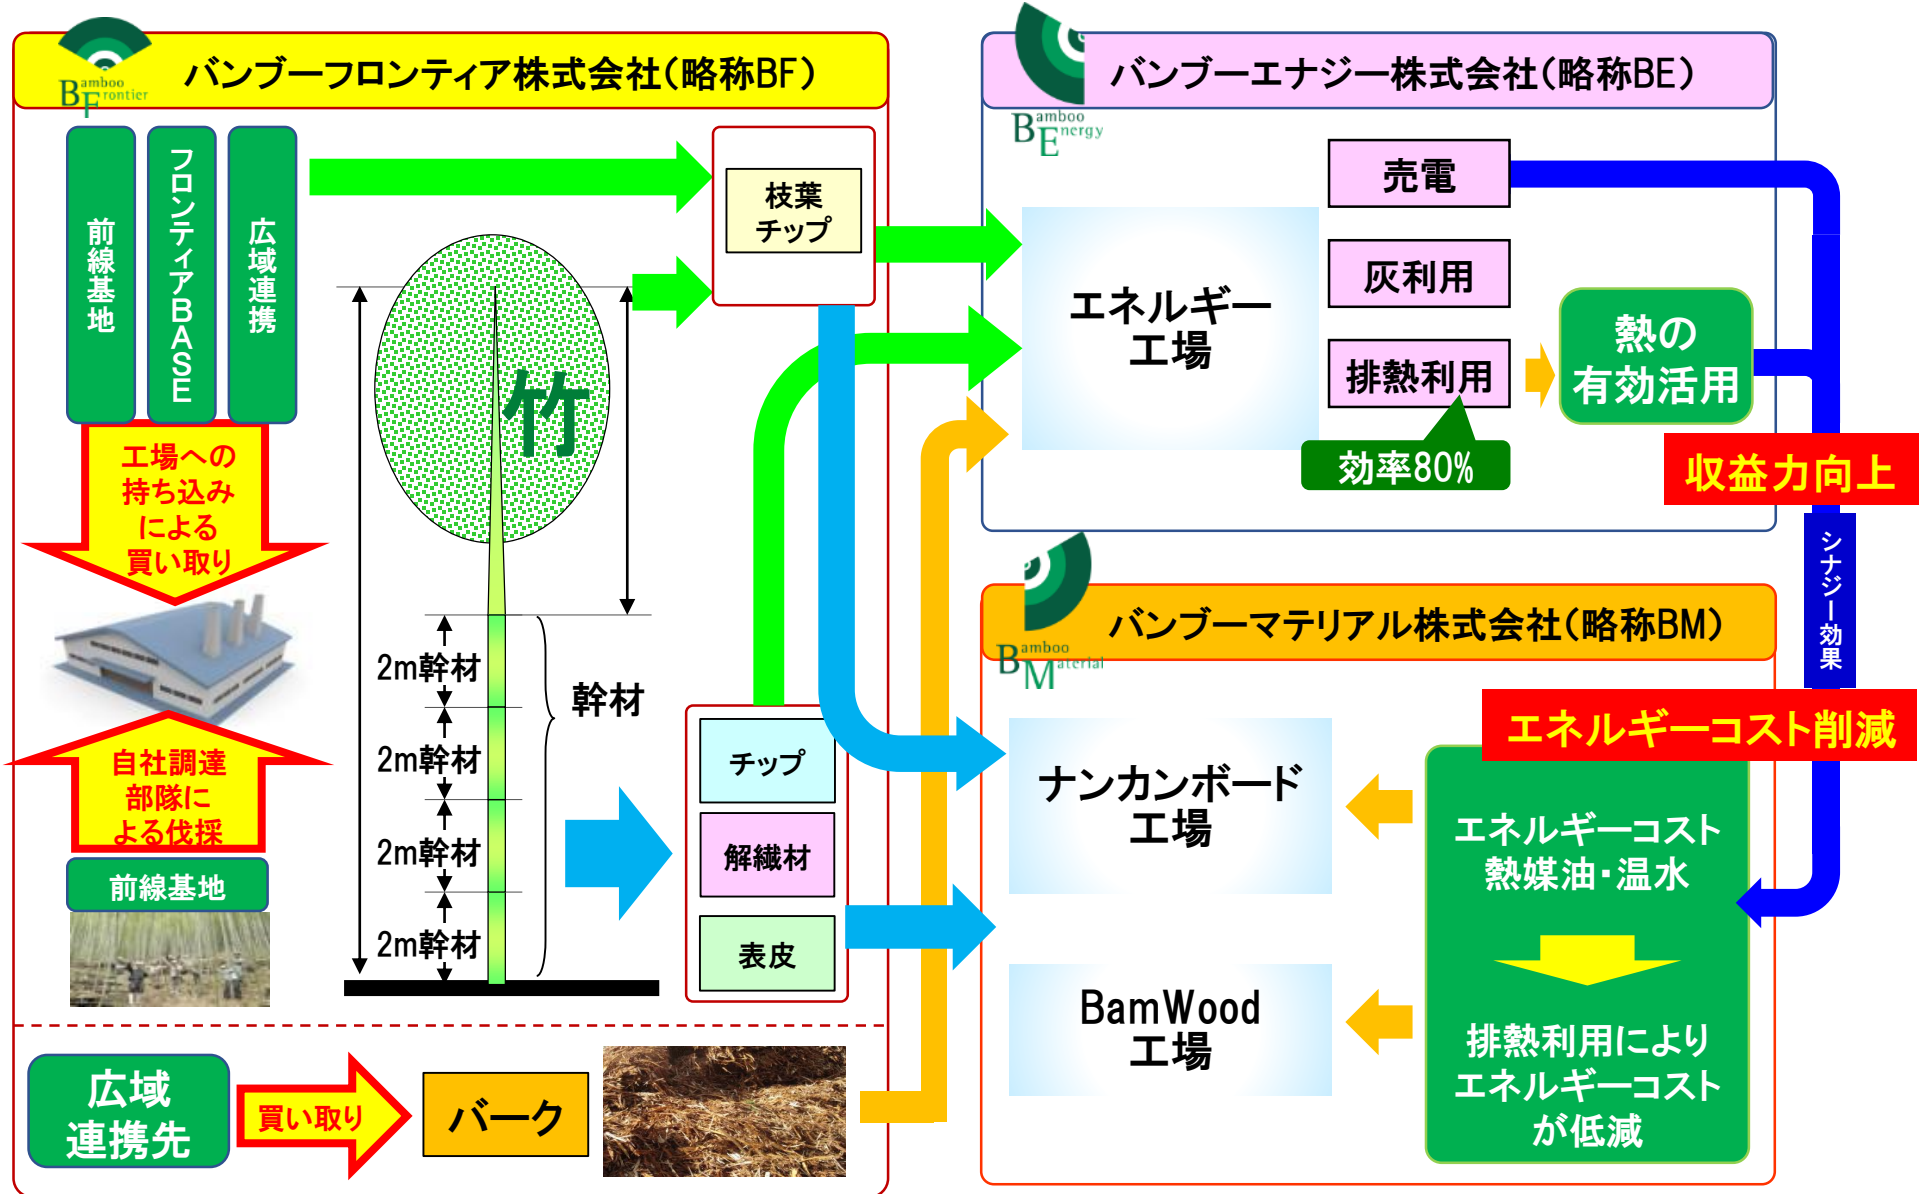 Bamboo
Frontier
バンブーフロンティア株式会社(略称BF)
前線基地
フロンティアBASE
広域連携
工場への
持ち込み
による
買い取り
自社調達
部隊に
よる伐採
前線基地
竹
2m幹材
2m幹材
2m幹材
2m幹材
幹材
枝葉
チップ
チップ
解繊材
表皮
広域
連携先
買い取り
バーク
Bamboo
Energy
バンブーエナジー株式会社(略称BE)
エネルギー
工場
売電
灰利用
排熱利用
効率80%
熱の
有効活用
収益力向上
シナジー効果
エネルギーコスト削減
Bamboo
Material
バンブーマテリアル株式会社(略称BM)
ナンカンボード
工場
BamWood
工場
エネルギーコスト
熱媒油・温水
排熱利用により
エネルギーコスト
が低減